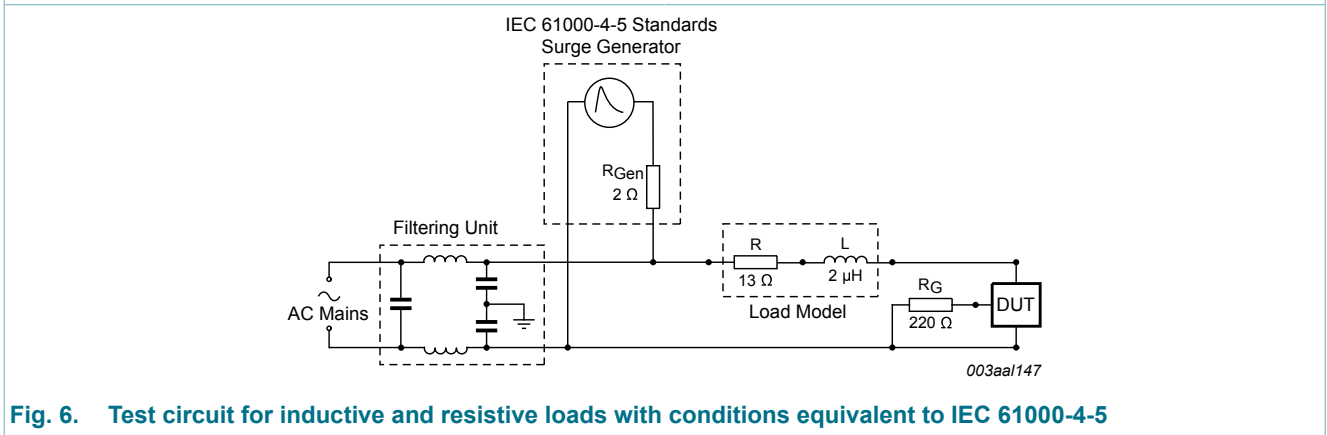 IEC 61000-4-5 Standards
Surge Generator
RGen
2 Ω
Filtering Unit
AC Mains
R
13 Ω
L
2 μH
Load Model
RG
220 Ω
DUT
003aal147
Fig. 6. Test circuit for inductive and resistive loads with conditions equivalent to IEC 61000-4-5